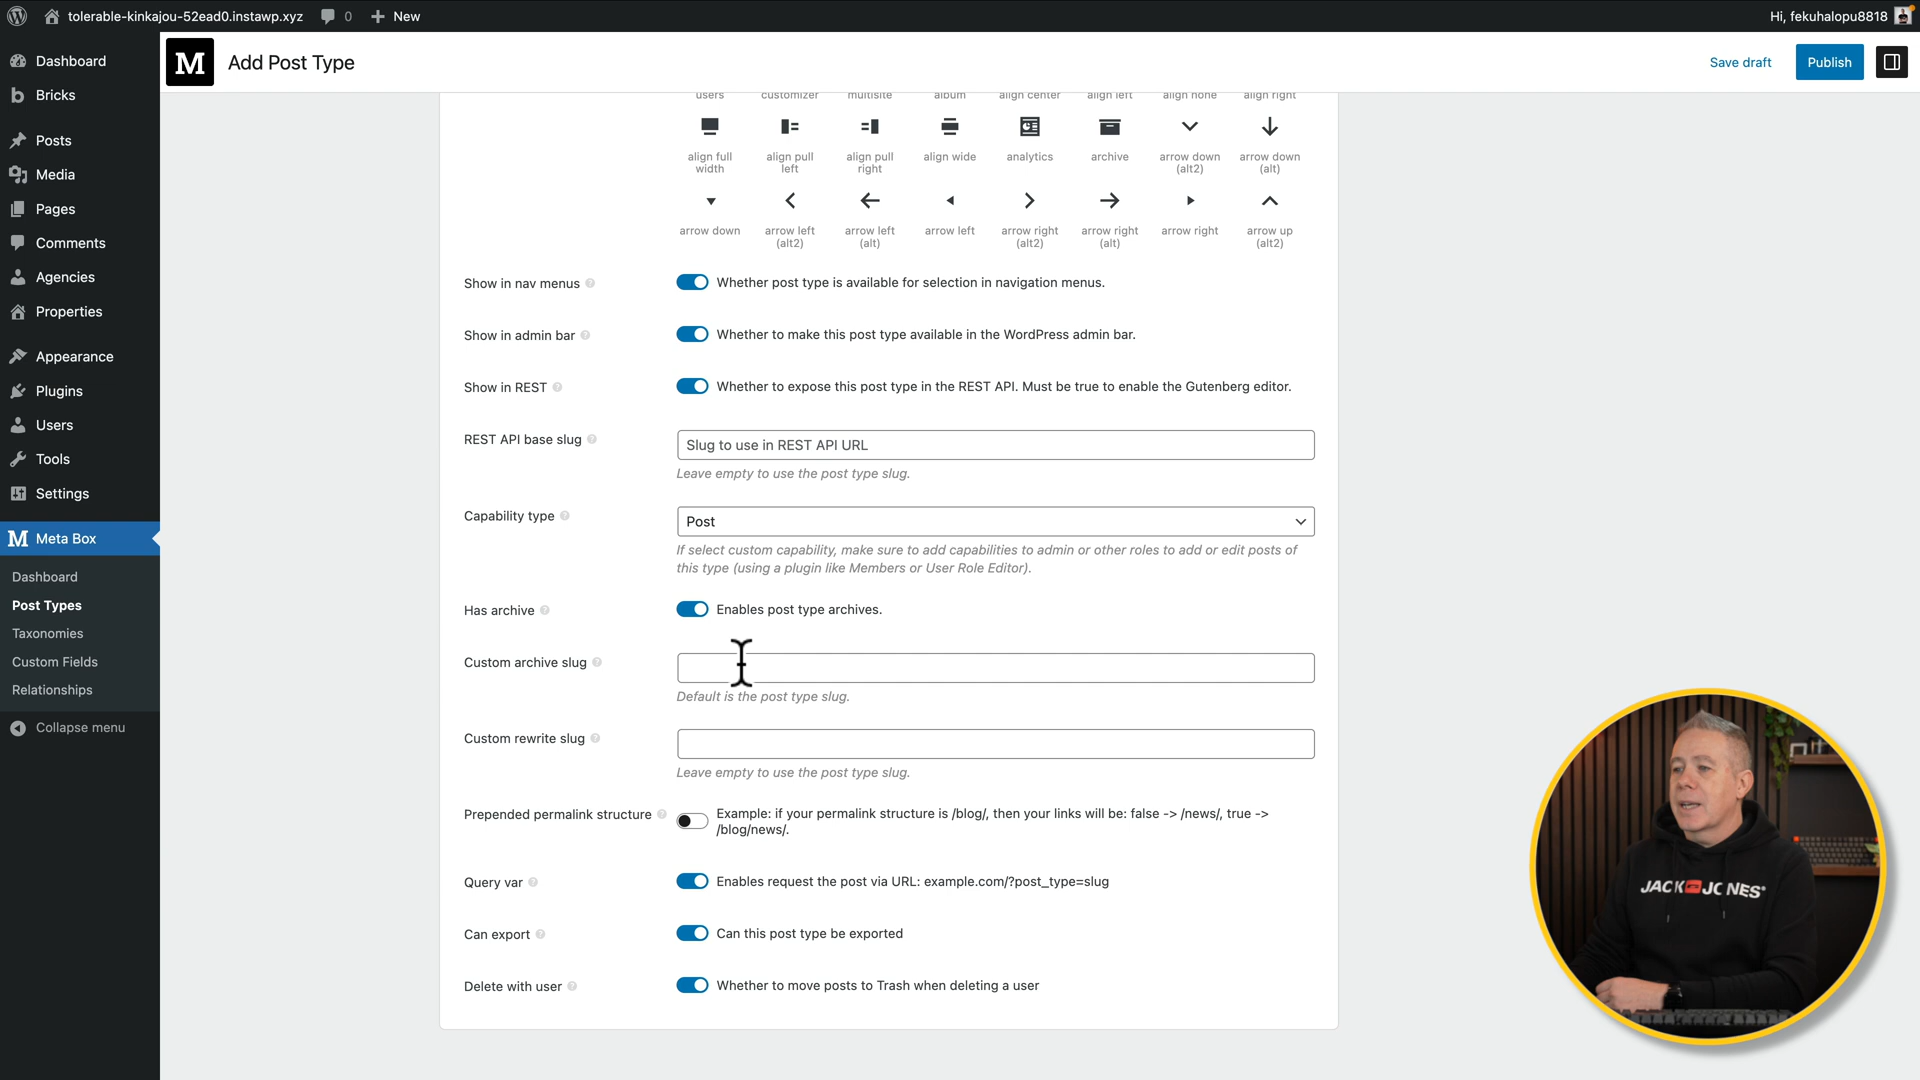 tolerable-kinkajou-52ead0.instawp.xyz 0 New Hi, fekuhalopu8818
M Add Post Type Save draft Publish
Dashboard
Bricks
Posts
Media
Pages
Comments
Agencies
Properties
Appearance
Plugins
Users
Tools
Settings
M Meta Box
Dashboard
Post Types
Taxonomies
Custom Fields
Relationships
Collapse menu
users customizer multisite album align center align left align none align right
align full width align pull left align pull right align wide analytics archive arrow down (alt2) arrow down (alt)
arrow down arrow left (alt2) arrow left (alt) arrow left arrow right (alt2) arrow right (alt) arrow right arrow up (alt2)
Show in nav menus Whether post type is available for selection in navigation menus.
Show in admin bar Whether to make this post type available in the WordPress admin bar.
Show in REST Whether to expose this post type in the REST API. Must be true to enable the Gutenberg editor.
REST API base slug Slug to use in REST API URL
Leave empty to use the post type slug.
Capability type Post
If select custom capability, make sure to add capabilities to admin or other roles to add or edit posts of
this type (using a plugin like Members or User Role Editor).
Has archive Enables post type archives.
Custom archive slug
Default is the post type slug.
Custom rewrite slug
Leave empty to use the post type slug.
Prepended permalink structure Example: if your permalink structure is /blog/, then your links will be: false -> /news/, true ->
/blog/news/.
Query var Enables request the post via URL: example.com/?post_type=slug
Can export Can this post type be exported
Delete with user Whether to move posts to Trash when deleting a user
JACK JONES